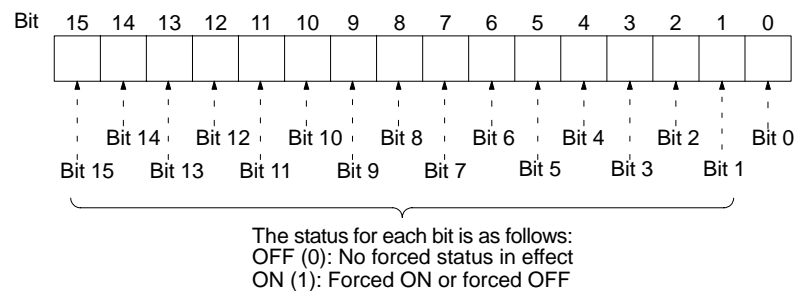 Bit 15 14 13 12 11 10 9 8 7 6 5 4 3 2 1 0
Bit 14 Bit 12 Bit 10 Bit 8 Bit 6 Bit 4 Bit 2 Bit 0
Bit 15 Bit 13 Bit 11 Bit 9 Bit 7 Bit 5 Bit 3 Bit 1
The status for each bit is as follows:
OFF (0): No forced status in effect
ON (1): Forced ON or forced OFF